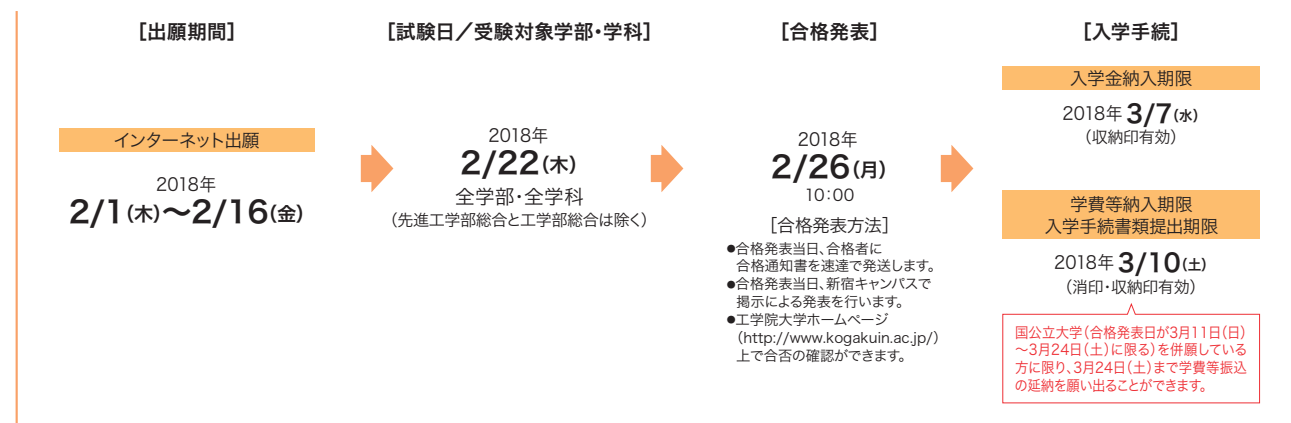 ［出願期間］
インターネット出願
2018年
2/1（木）〜2/16（金）
［試験日／受験対象学部・学科］
2018年
2/22（木）
全学部・全学科
（先進工学部総合と工学部総合は除く）
［合格発表］
2018年
2/26（月）
10：00
［合格発表方法］
●合格発表当日、合格者に
合格通知書を速達で発送します。
●合格発表当日、新宿キャンパスで
掲示による発表を行います。
●工学院大学ホームページ
（http://www.kogakuin.ac.jp/）
上で合否の確認ができます。
［入学手続］
入学金納入期限
2018年 3/7（水）
（収納印有効）
学費等納入期限
入学手続書類提出期限
2018年 3/10（土）
（消印・収納印有効）
国公立大学（合格発表日が3月11日（日）
〜3月24日（土）に限る）を併願している
方に限り、3月24日（土）まで学費等振込
の延納を願い出ることができます。